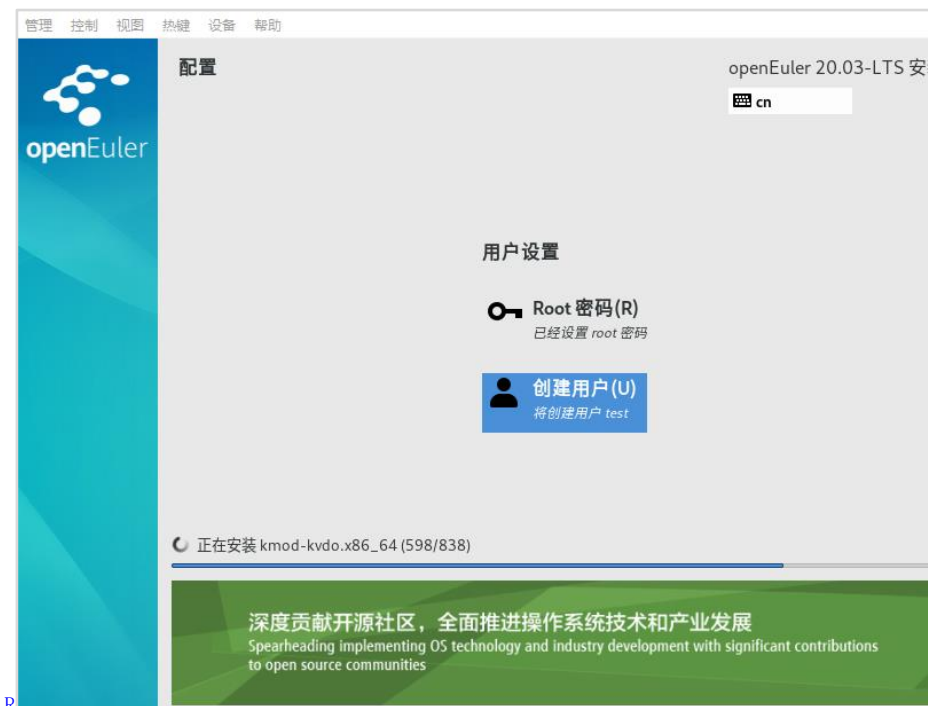 管理 控制 视图 热键 设备 帮助
openEuler
配置
openEuler 20.03-LTS 安
cn
用户设置
Root 密码(R)
已经设置 root 密码
创建用户(U)
将创建用户 test
正在安装 kmod-kvdo.x86_64 (598/838)
深度贡献开源社区，全面推进操作系统技术和产业发展
Spearheading implementing OS technology and industry development with significant contributions
to open source communities
R